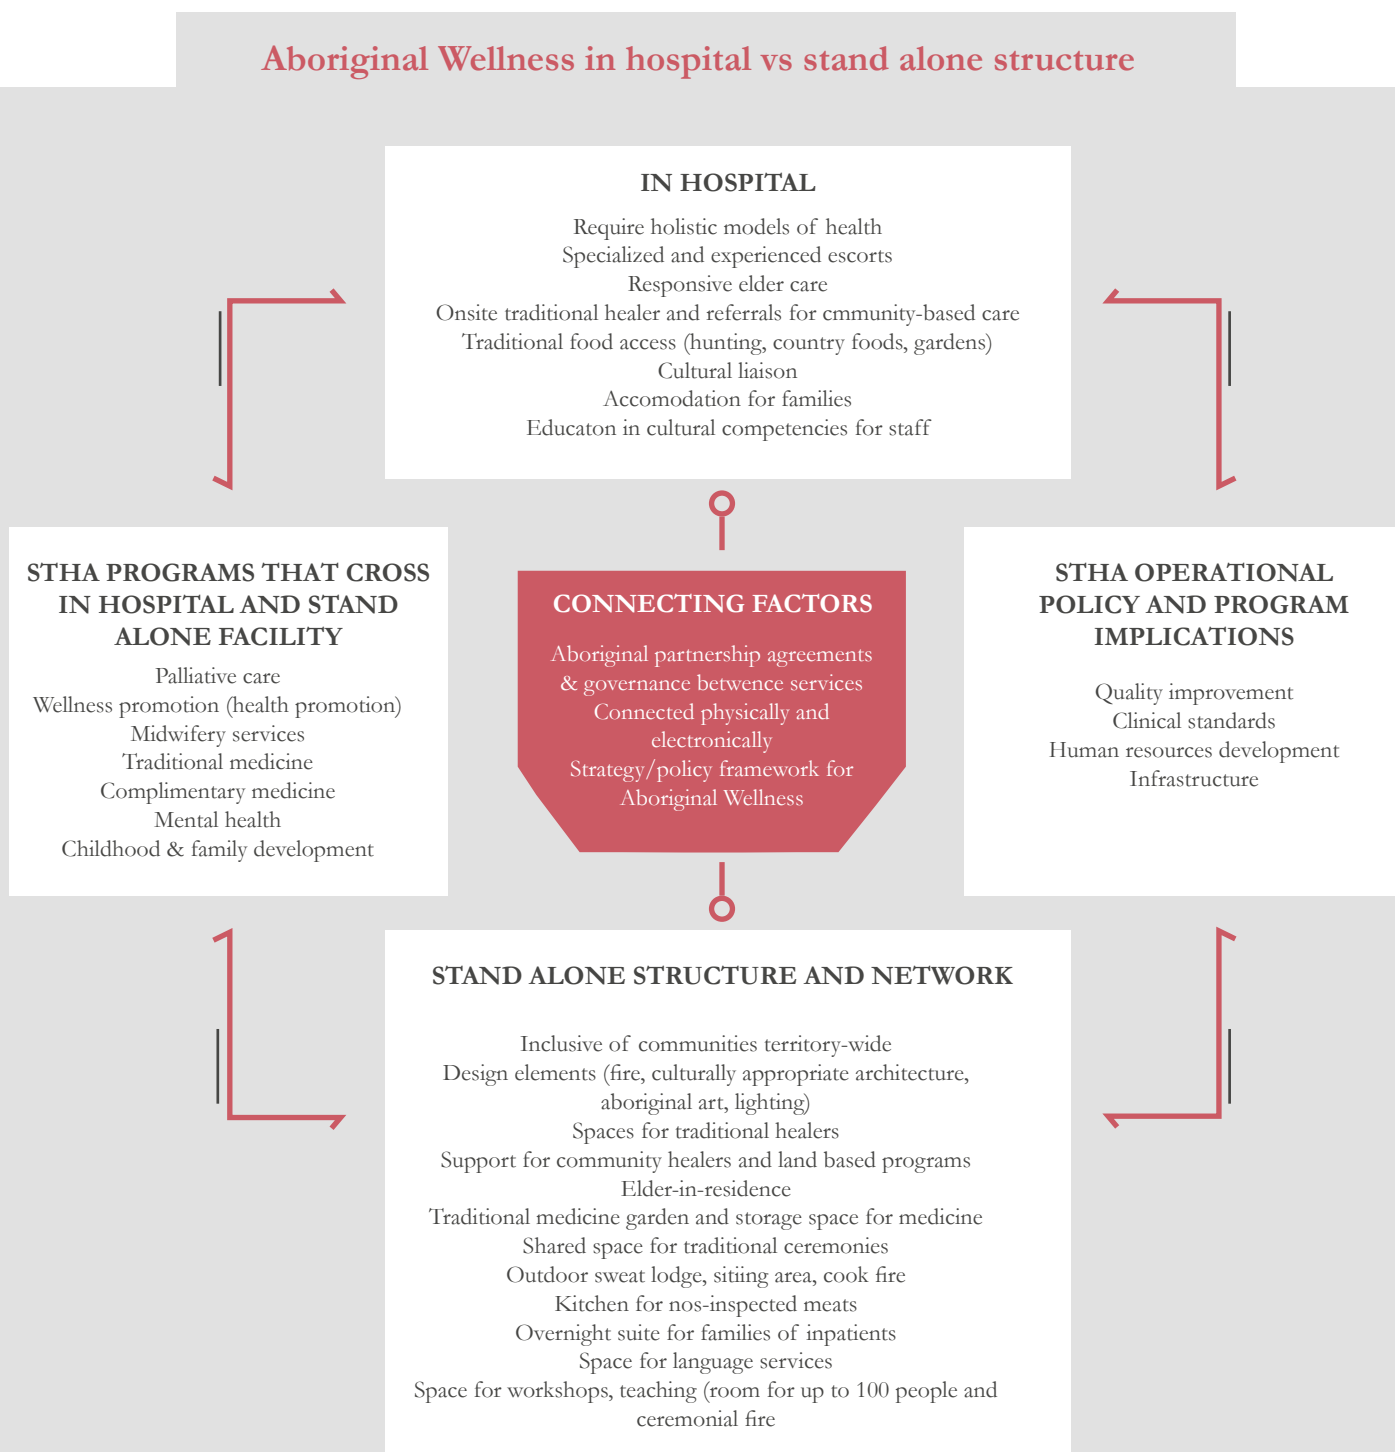 Aboriginal Wellness in hospital vs stand alone structure
IN HOSPITAL
Require holistic models of health
Specialized and experienced escorts
Responsive elder care
Onsite traditional healer and referrals for cmmunity-based care
Traditional food access (hunting, country foods, gardens)
Cultural liaison
Accomodation for families
Educaton in cultural competencies for staff
STHA PROGRAMS THAT CROSS
IN HOSPITAL AND STAND
ALONE FACILITY
Palliative care
Wellness promotion (health promotion)
Midwifery services
Traditional medicine
Complimentary medicine
Mental health
Childhood & family development
CONNECTING FACTORS
Aboriginal partnership agreements
& governance betwence services
Connected physically and
electronically
Strategy/policy framework for
Aboriginal Wellness
STHA OPERATIONAL
POLICY AND PROGRAM
IMPLICATIONS
Quality improvement
Clinical standards
Human resources development
Infrastructure
STAND ALONE STRUCTURE AND NETWORK
Inclusive of communities territory-wide
Design elements (fire, culturally appropriate architecture,
aboriginal art, lighting)
Spaces for traditional healers
Support for community healers and land based programs
Elder-in-residence
Traditional medicine garden and storage space for medicine
Shared space for traditional ceremonies
Outdoor sweat lodge, sitiing area, cook fire
Kitchen for nos-inspected meats
Overnight suite for families of inpatients
Space for language services
Space for workshops, teaching (room for up to 100 people and
ceremonial fire